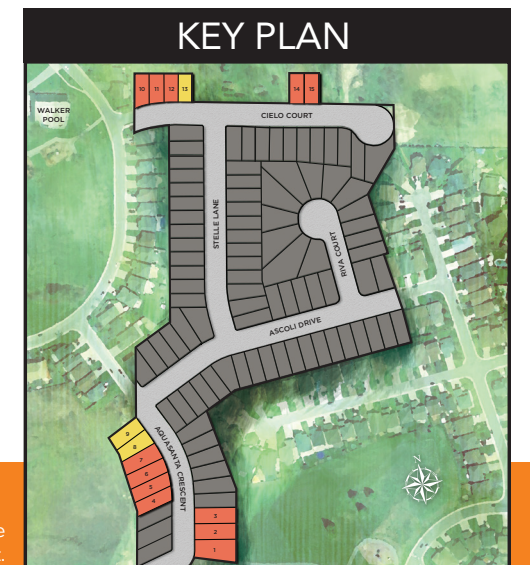 KEY PLAN
10 11 12 13
14 15
WALKER
POOL
CIELO COURT
STELLE LANE
RIVA COURT
ASCOLI DRIVE
AQUASANTA CRESCENT
9
8
7
6
5
4
N
3
2
1